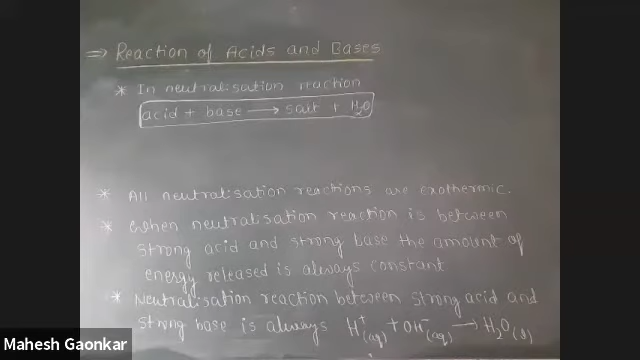 ⇒ Reaction of Acids and Bases
* In neutralisation reaction
acid + base ⟶ salt + H₂O
* All neutralisation reactions are exothermic.
* When neutralisation reaction is between
strong acid and strong base the amount of
energy released is always constant
* Neutralisation reaction between strong acid and
strong base is always H⁺(aq) + OH⁻(aq) ⟶ H₂O(l)
Mahesh Gaonkar